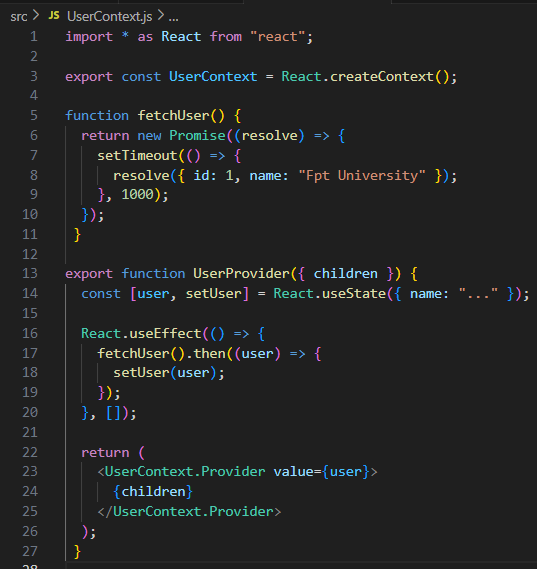 src > JS UserContext.js > ...
1 import * as React from "react";
2
3 export const UserContext = React.createContext();
4
5 function fetchUser() {
6   return new Promise((resolve) => {
7     setTimeout(() => {
8       resolve({ id: 1, name: "Fpt University" });
9     }, 1000);
10   });
11  }
12
13 export function UserProvider({ children }) {
14   const [user, setUser] = React.useState({ name: "..." });
15
16   React.useEffect(() => {
17     fetchUser().then((user) => {
18       setUser(user);
19     });
20   }, []);
21
22   return (
23     <UserContext.Provider value={user}>
24       {children}
25     </UserContext.Provider>
26   );
27  }
28